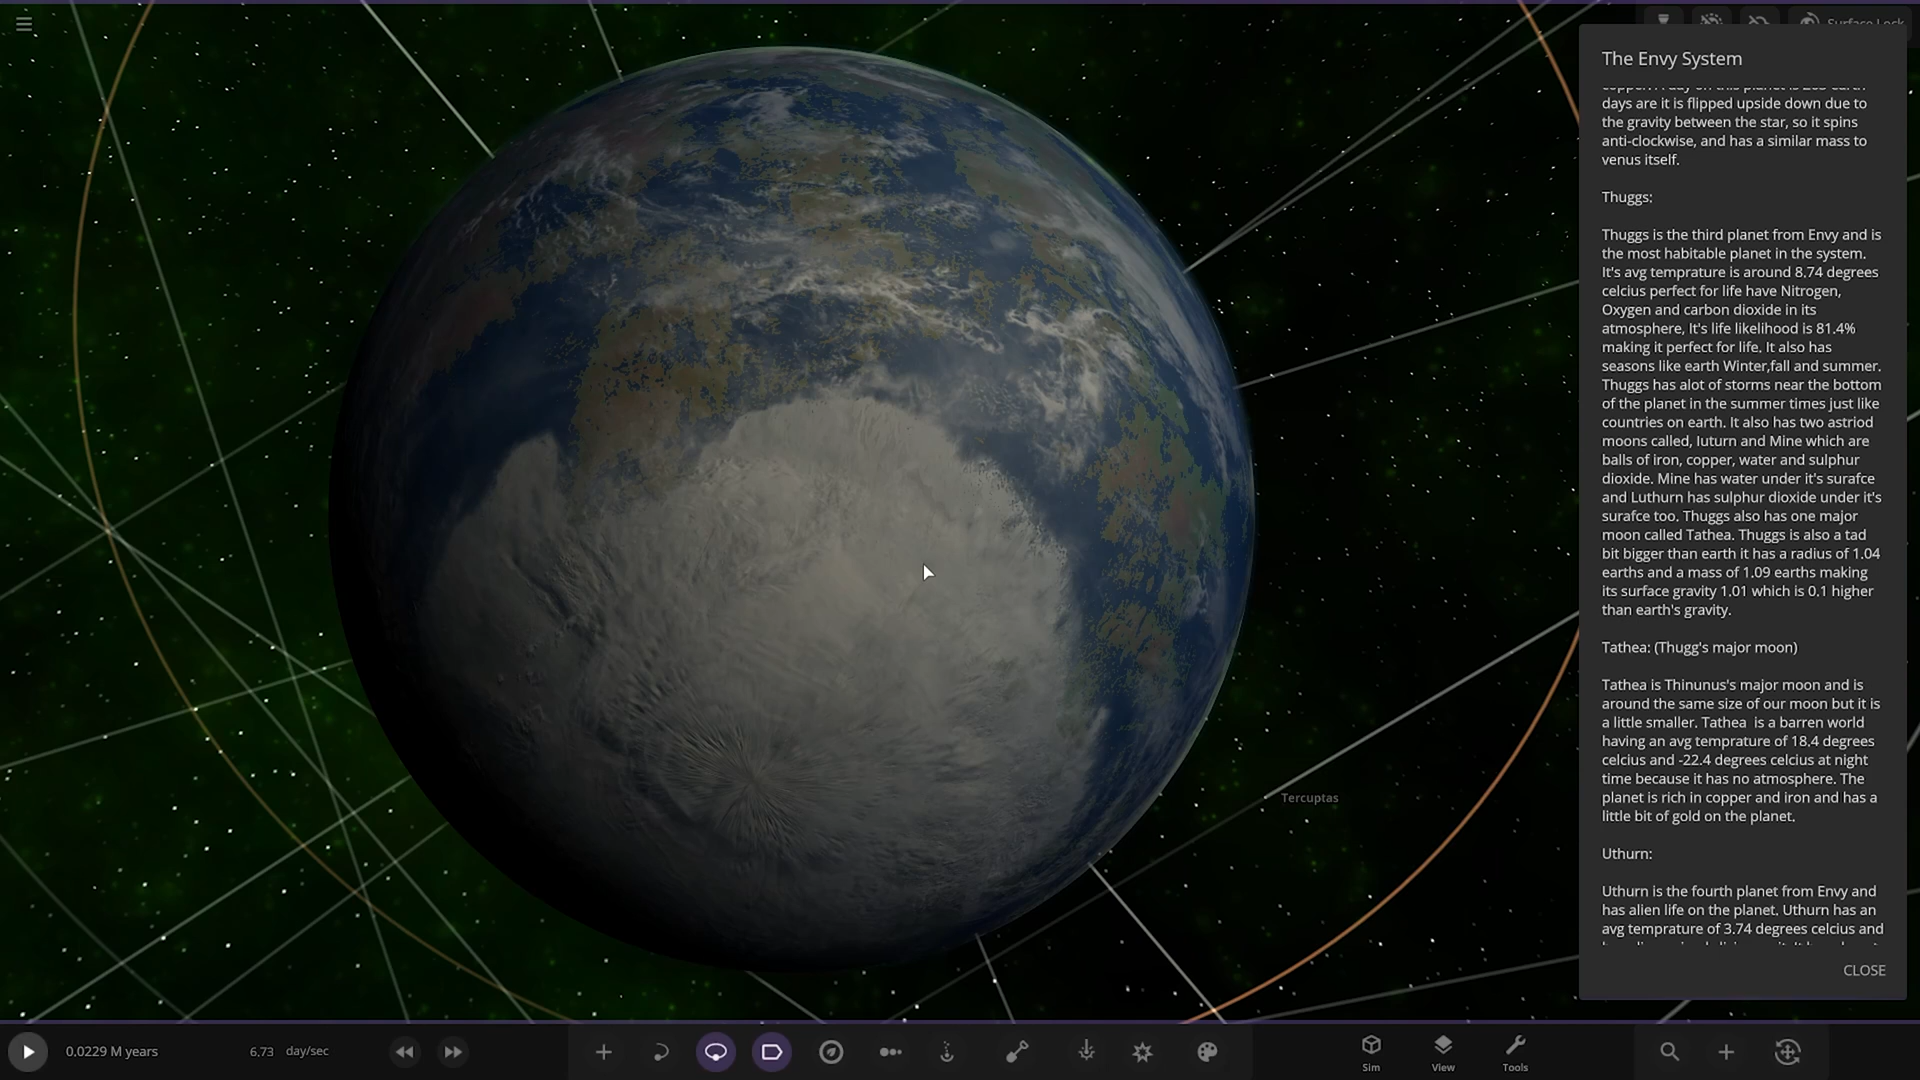 Surface Lock
The Envy System
days are it is flipped upside down due to
the gravity between the star, so it spins
anti-clockwise, and has a similar mass to
venus itself.
Thuggs:
Thuggs is the third planet from Envy and is
the most habitable planet in the system.
It's avg temprature is around 8.74 degrees
celcius perfect for life have Nitrogen,
Oxygen and carbon dioxide in its
atmosphere, It's life likelihood is 81.4%
making it perfect for life. It also has
seasons like earth Winter,fall and summer.
Thuggs has alot of storms near the bottom
of the planet in the summer times just like
countries on earth. It also has two astriod
moons called, Iuturn and Mine which are
balls of iron, copper, water and sulphur
dioxide. Mine has water under it's surafce
and Luthurn has sulphur dioxide under it's
surafce too. Thuggs also has one major
moon called Tathea. Thuggs is also a tad
bit bigger than earth it has a radius of 1.04
earths and a mass of 1.09 earths making
its surface gravity 1.01 which is 0.1 higher
than earth's gravity.
Tathea: (Thugg's major moon)
Tathea is Thinunus's major moon and is
around the same size of our moon but it is
a little smaller. Tathea  is a barren world
having an avg temprature of 18.4 degrees
celcius and -22.4 degrees celcius at night
time because it has no atmosphere. The
planet is rich in copper and iron and has a
little bit of gold on the planet.
Uthurn:
Uthurn is the fourth planet from Envy and
has alien life on the planet. Uthurn has an
avg temprature of 3.74 degrees celcius and
CLOSE
Tercuptas
0.0229 M years
6.73 day/sec
Sim
View
Tools